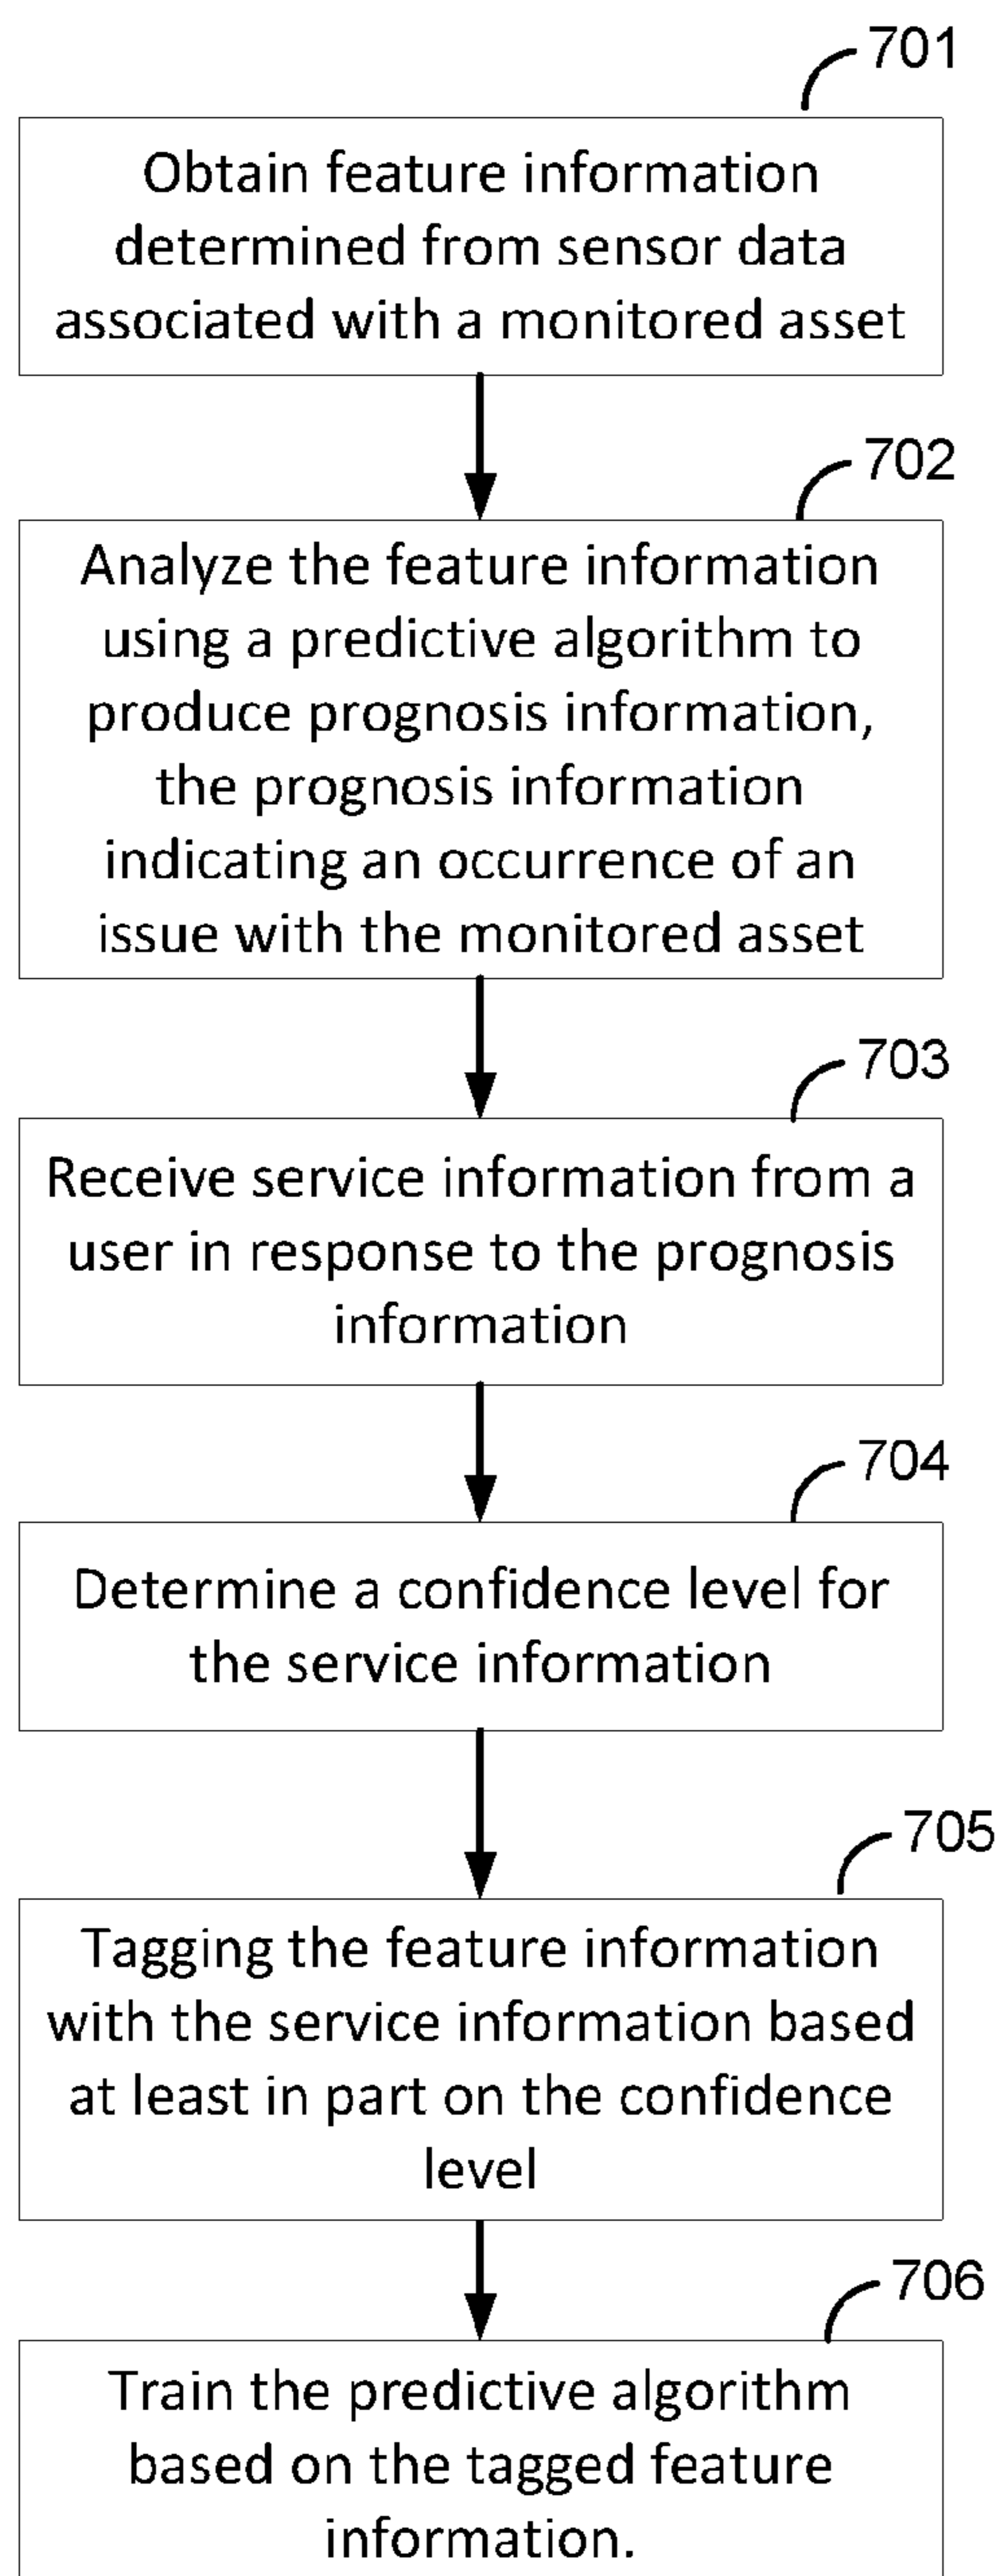 701
Obtain feature information
determined from sensor data
associated with a monitored asset
702
Analyze the feature information
using a predictive algorithm to
produce prognosis information,
the prognosis information
indicating an occurrence of an
issue with the monitored asset
703
Receive service information from a
user in response to the prognosis
information
704
Determine a confidence level for
the service information
705
Tagging the feature information
with the service information based
at least in part on the confidence
level
706
Train the predictive algorithm
based on the tagged feature
information.